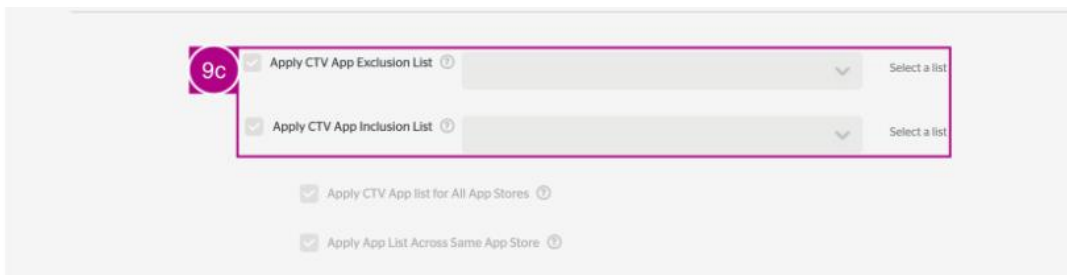 9c
Apply CTV App Exclusion List ?
Select a list
Apply CTV App Inclusion List ?
Select a list
Apply CTV App list for All App Stores ?
Apply App List Across Same App Store ?